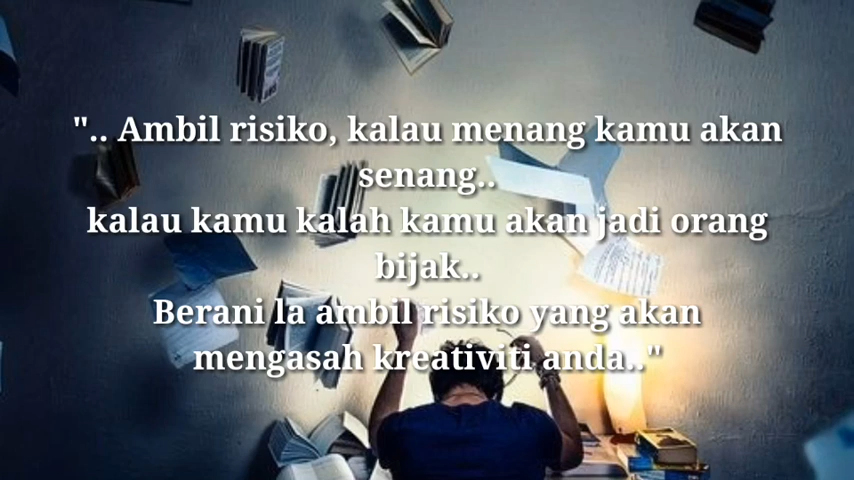 ".. Ambil risiko, kalau menang kamu akan
senang..
kalau kamu kalah kamu akan jadi orang
bijak..
Berani la ambil risiko yang akan
mengasah kreativiti anda.."